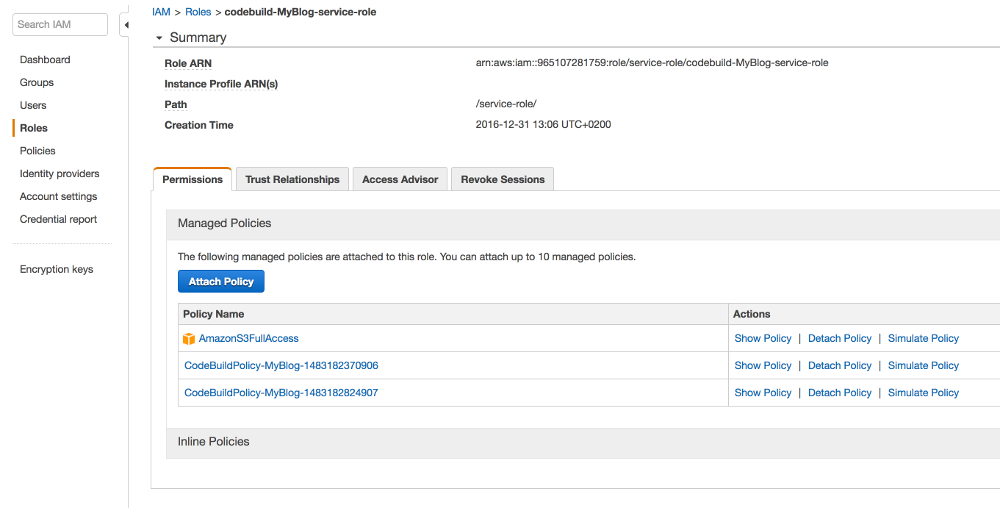 Search IAM
Dashboard
Groups
Users
Roles
Policies
Identity providers
Account settings
Credential report
Encryption keys
IAM > Roles > codebuild-MyBlog-service-role
Summary
Role ARN arn:aws:iam::965107281759:role/service-role/codebuild-MyBlog-service-role
Instance Profile ARN(s)
Path /service-role/
Creation Time 2016-12-31 13:06 UTC+0200
Permissions Trust Relationships Access Advisor Revoke Sessions
Managed Policies
The following managed policies are attached to this role. You can attach up to 10 managed policies.
Attach Policy
Policy Name Actions
AmazonS3FullAccess Show Policy | Detach Policy | Simulate Policy
CodeBuildPolicy-MyBlog-1483182370906 Show Policy | Detach Policy | Simulate Policy
CodeBuildPolicy-MyBlog-1483182824907 Show Policy | Detach Policy | Simulate Policy
Inline Policies